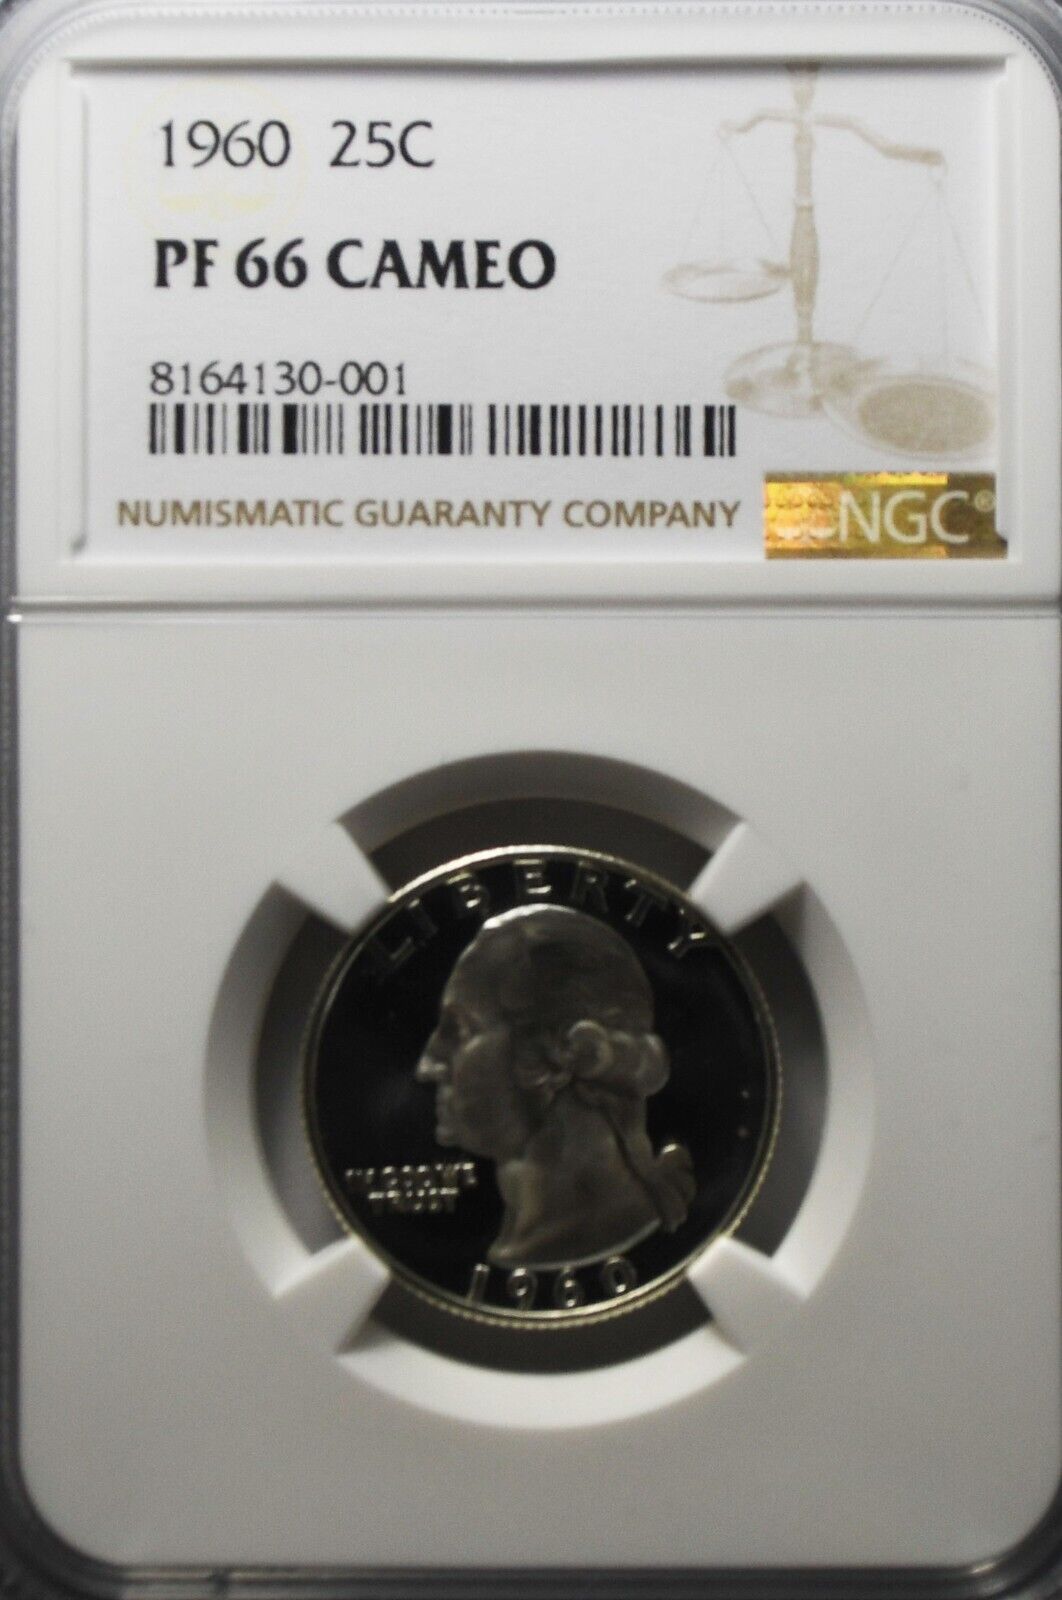 1960 25C
PF 66 CAMEO
8164130-001
NUMISMATIC GUARANTY COMPANY
NGC®
LIBERTY
IN GOD WE
TRUST
1960